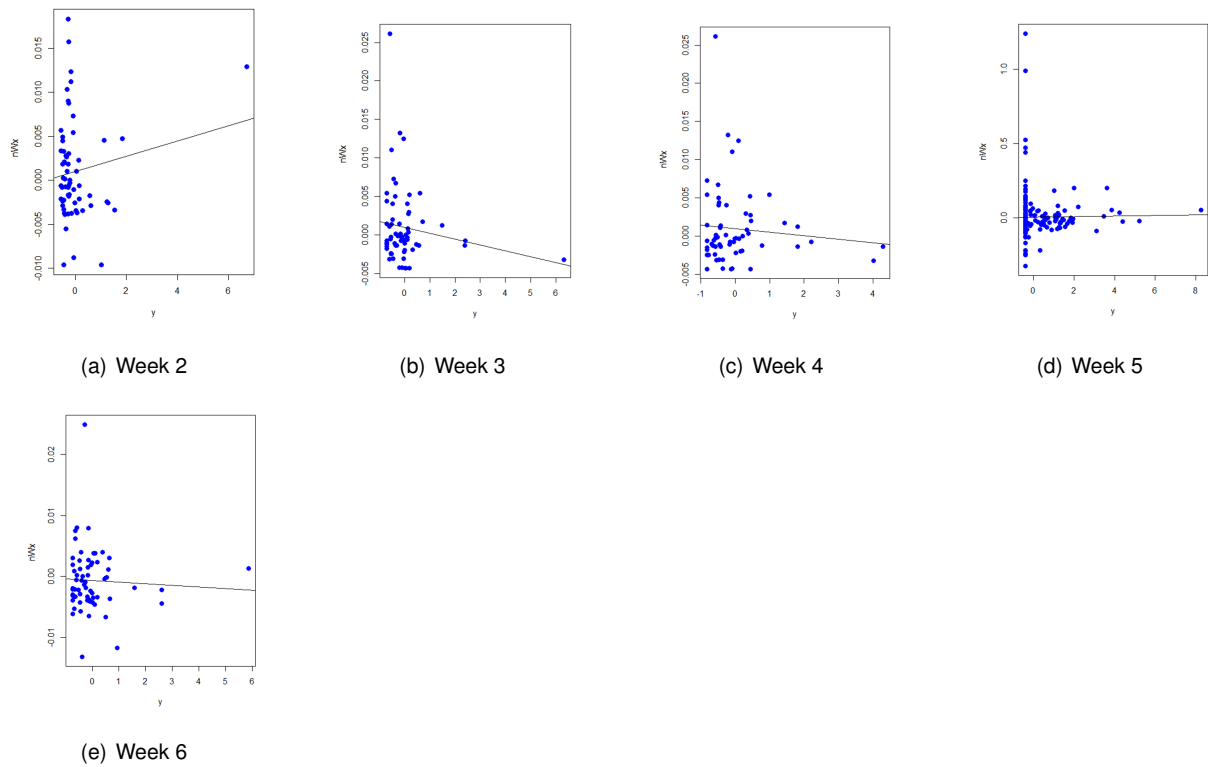 0.015
0.010
0.005
0.000
-0.005
-0.010
nWx
0 2 4 6
y
(a) Week 2
0.025
0.020
0.015
0.010
0.005
0.000
-0.005
nWx
0 1 2 3 4 5 6
y
(b) Week 3
0.025
0.020
0.015
0.010
0.005
0.000
-0.005
nWx
-1 0 1 2 3 4
y
(c) Week 4
1.0
0.5
0.0
nWx
0 2 4 6 8
y
(d) Week 5
0.02
0.01
0.00
-0.01
nWx
0 1 2 3 4 5 6
y
(e) Week 6